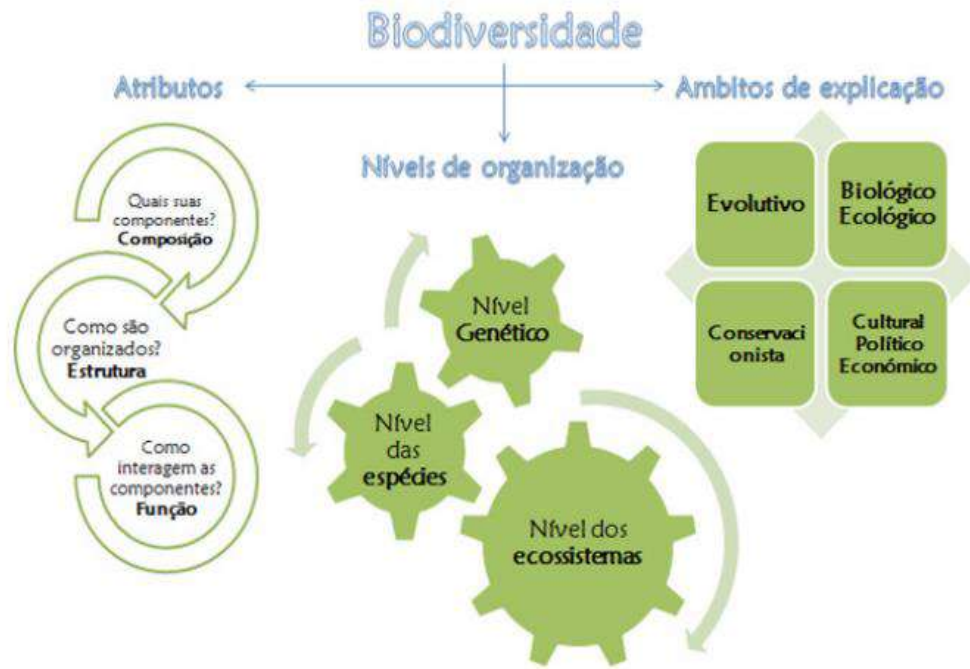 Biodiversidade
Atributos
Ambitos de explicação
Níveis de organização
Quais suas
componentes?
Composição
Como são
organizados?
Estrutura
Como
interagem as
componentes?
Função
Nível
Genético
Nível
das
espécies
Nível dos
ecossistemas
Evolutivo
Biológico
Ecológico
Conservaci
onista
Cultural
Político
Económico